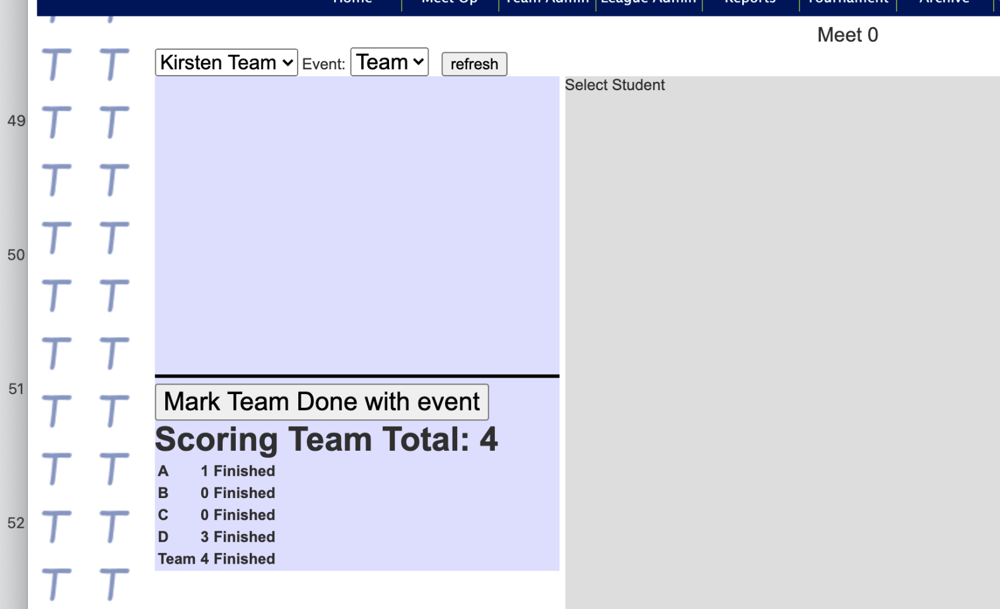 Home Meet Op Team Admin League Admin Reports Tournament Archive
Meet 0
Kirsten Team Event: Team refresh
Select Student
49
50
51
52
Mark Team Done with event
Scoring Team Total: 4
A 1 Finished
B 0 Finished
C 0 Finished
D 3 Finished
Team 4 Finished
T T
T T
T T
T T
T T
T T
T T
T T
T T
T T